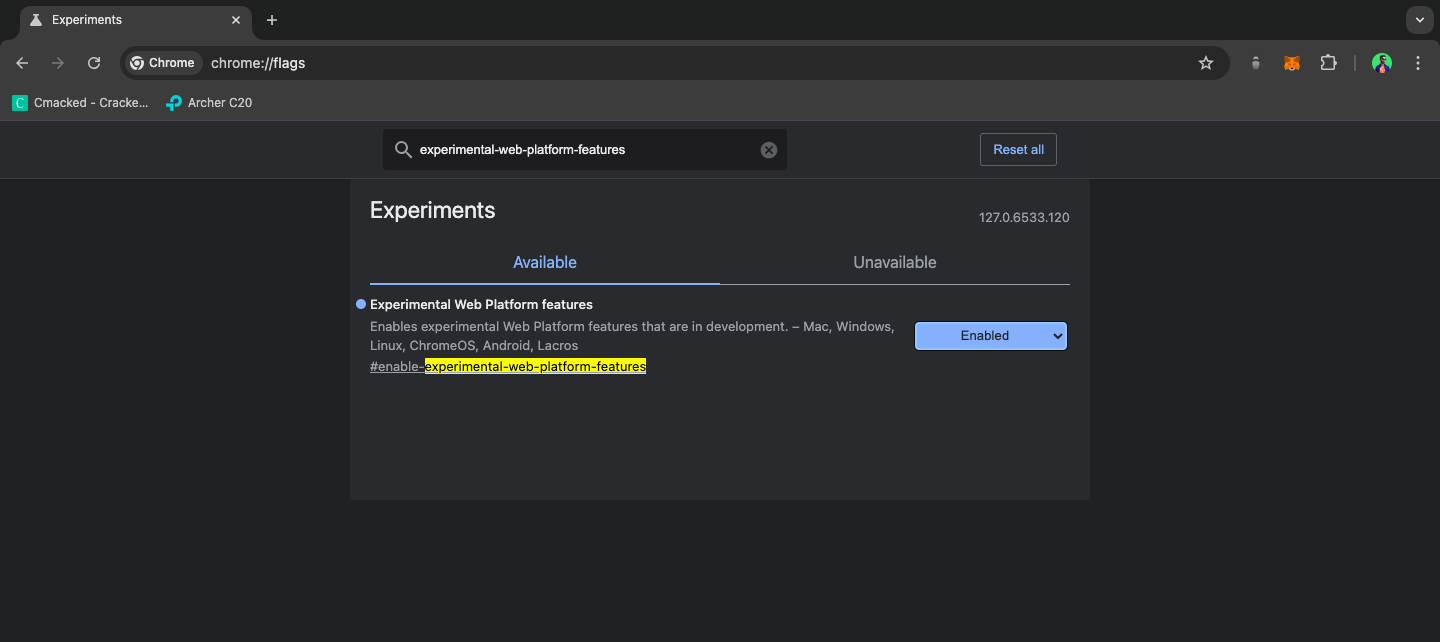 Experiments
Chrome
chrome://flags
Cmacked - Cracke...
Archer C20
experimental-web-platform-features
Reset all
Experiments
127.0.6533.120
Available
Unavailable
Experimental Web Platform features
Enables experimental Web Platform features that are in development. – Mac, Windows,
Linux, ChromeOS, Android, Lacros
Enabled
#enable-experimental-web-platform-features